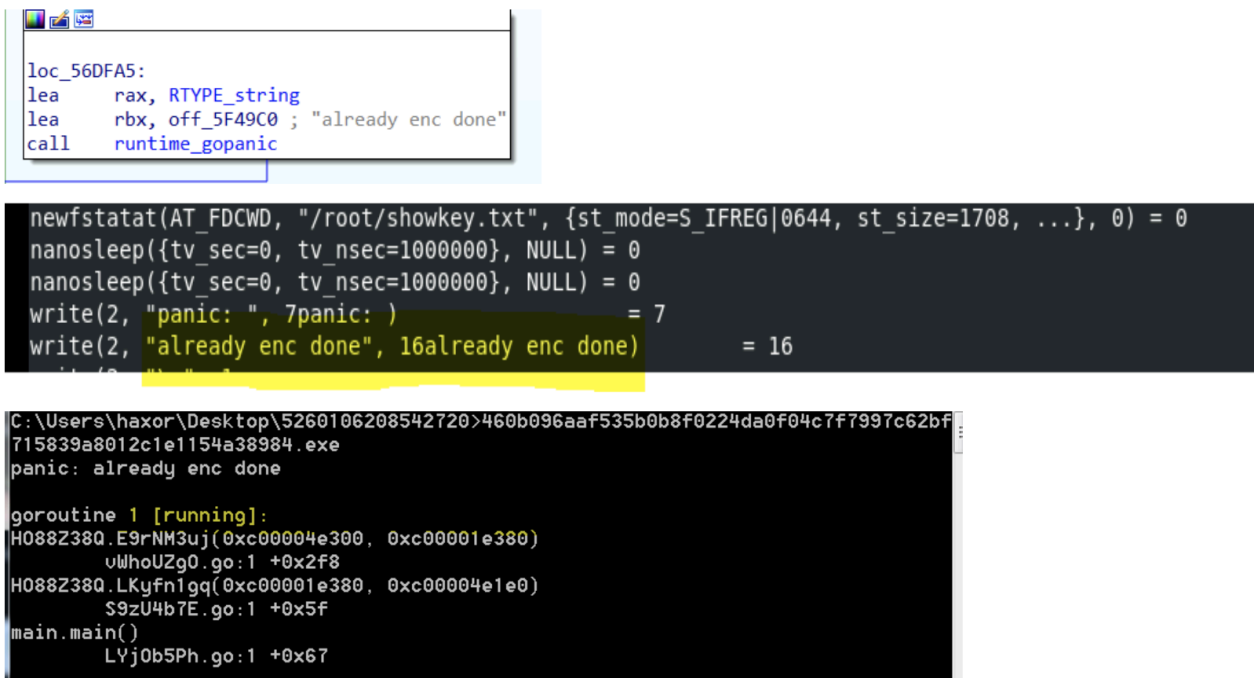 loc_56DFA5:
lea     rax, RTYPE_string
lea     rbx, off_5F49C0 ; "already enc done"
call    runtime_gopanic
newfstatat(AT_FDCWD, "/root/showkey.txt", {st_mode=S_IFREG|0644, st_size=1708, ...}, 0) = 0
nanosleep({tv_sec=0, tv_nsec=1000000}, NULL) = 0
nanosleep({tv_sec=0, tv_nsec=1000000}, NULL) = 0
write(2, "panic: ", 7panic: )                  = 7
write(2, "already enc done", 16already enc done)        = 16
C:\Users\haxor\Desktop\5260106208542720>460b096aaf535b0b8f0224da0f04c7f7997c62bf
715839a8012c1e1154a38984.exe
panic: already enc done
goroutine 1 [running]:
HO88Z38Q.E9rNM3uj(0xc00004e300, 0xc00001e380)
        vWhoUZgO.go:1 +0x2f8
HO88Z38Q.LKyfn1gq(0xc00001e380, 0xc00004e1e0)
        S9zU4b7E.go:1 +0x5f
main.main()
        LYjOb5Ph.go:1 +0x67